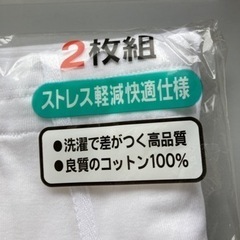 2枚組
ストレス軽減快適仕様
●洗濯で差がつく高品質
●良質のコットン100%